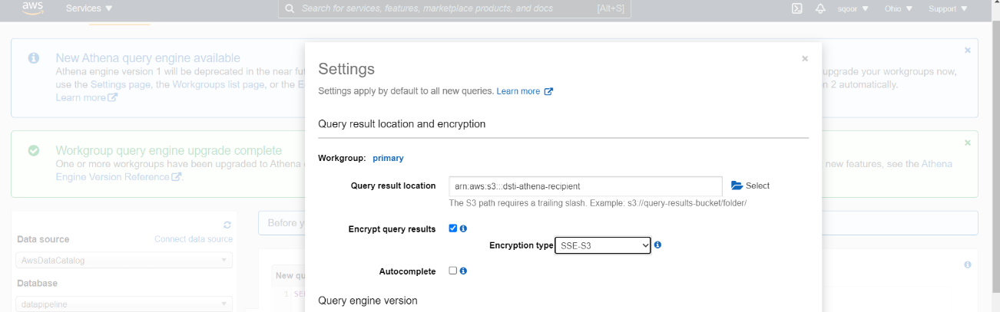 aws
Services
Search for services, features, marketplace products, and docs
[Alt+S]
sqoor
Ohio
Support
New Athena query engine available
Athena engine version 1 will be deprecated in the near fut
upgrade your workgroups now,
use the Settings page, the Workgroups list page, or the E
n 2 automatically.
Learn more
Workgroup query engine upgrade complete
One or more workgroups have been upgraded to Athena
new features, see the Athena
Engine Version Reference
Settings
Settings apply by default to all new queries. Learn more
Query result location and encryption
Workgroup: primary
Query result location
arn:aws:s3:::dsti-athena-recipient
Select
The S3 path requires a trailing slash. Example: s3://query-results-bucket/folder/
Encrypt query results
Encryption type
SSE-S3
Autocomplete
Query engine version
Data source
Connect data source
AwsDataCatalog
Database
datapipeline
Before y
New qu
1 SE